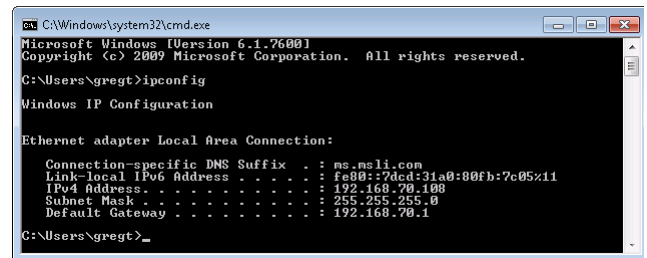 C:\Windows\system32\cmd.exe
Microsoft Windows [Version 6.1.7600]
Copyright (c) 2009 Microsoft Corporation.  All rights reserved.
C:\Users\gregt>ipconfig
Windows IP Configuration
Ethernet adapter Local Area Connection:
   Connection-specific DNS Suffix  . : ms.msli.com
   Link-local IPv6 Address . . . . . : fe80::7dcd:31a0:80fb:7c05%11
   IPv4 Address. . . . . . . . . . . : 192.168.70.108
   Subnet Mask . . . . . . . . . . . : 255.255.255.0
   Default Gateway . . . . . . . . . : 192.168.70.1
C:\Users\gregt>_